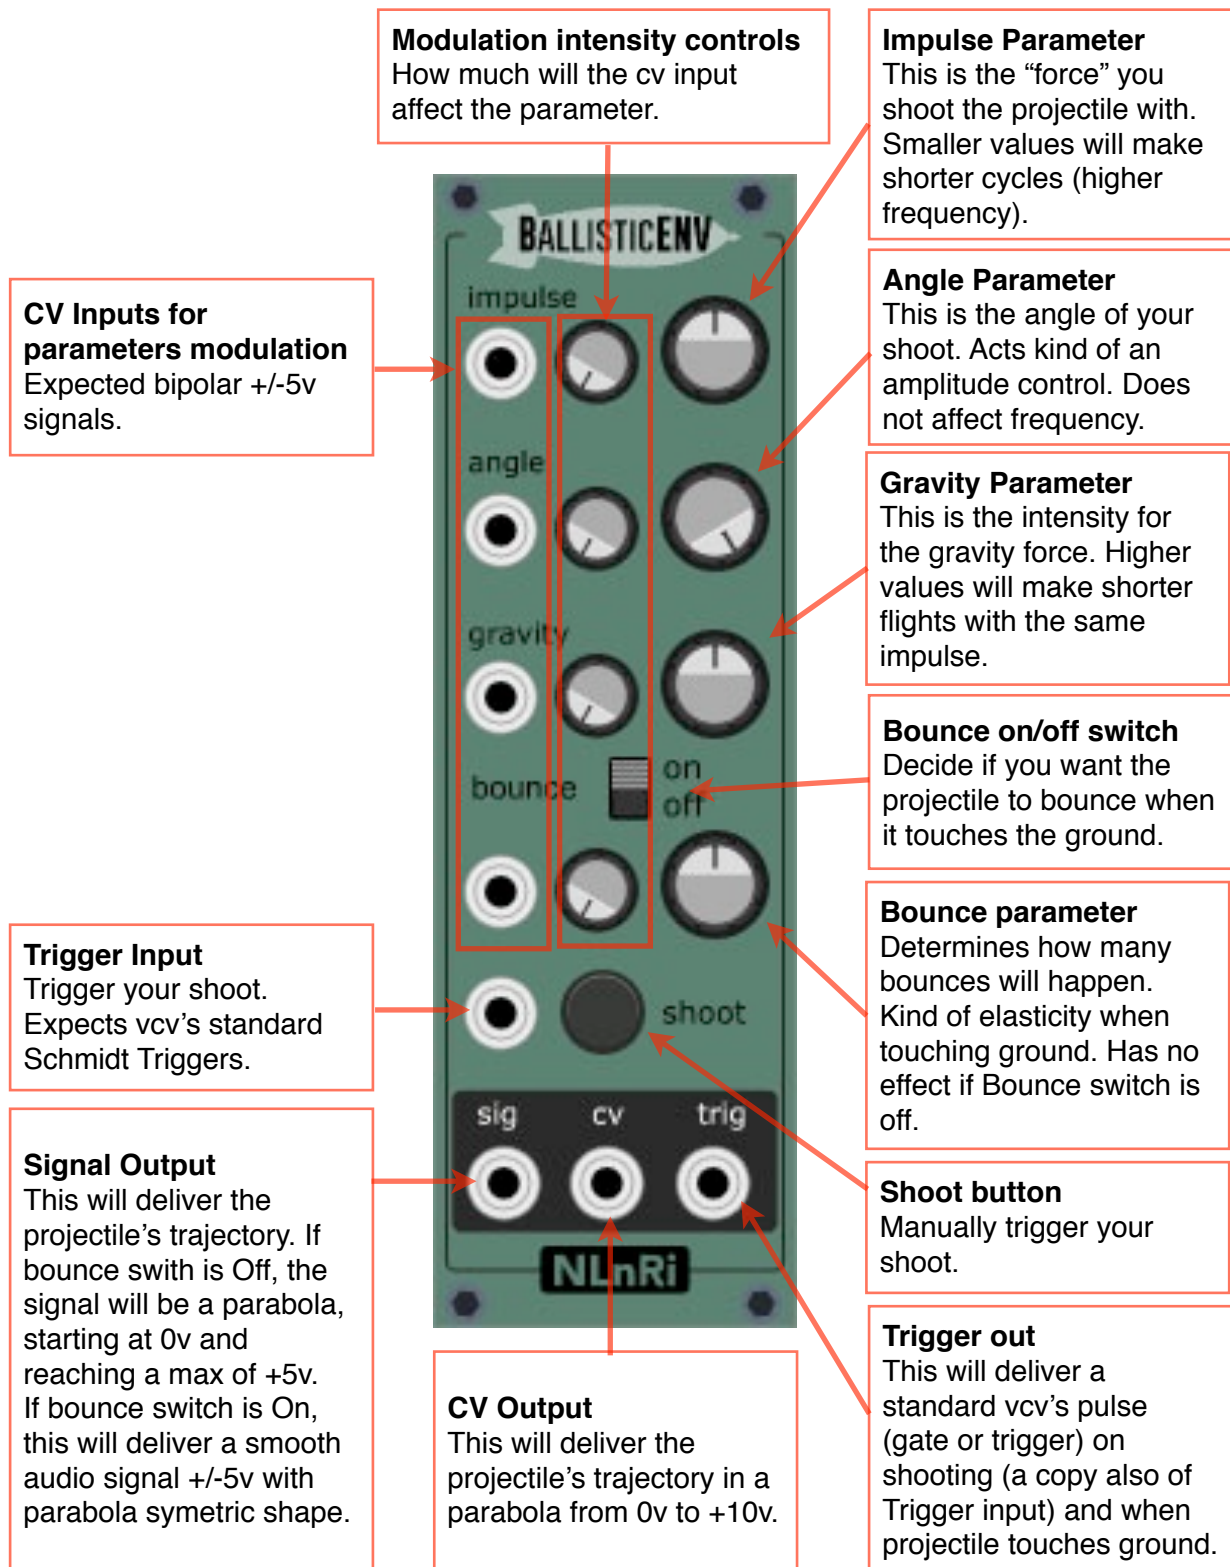 Modulation intensity controls
How much will the cv input
affect the parameter.
Impulse Parameter
This is the “force” you
shoot the projectile with.
Smaller values will make
shorter cycles (higher
frequency).
CV Inputs for
parameters modulation
Expected bipolar +/-5v
signals.
Angle Parameter
This is the angle of your
shoot. Acts kind of an
amplitude control. Does
not affect frequency.
Gravity Parameter
This is the intensity for
the gravity force. Higher
values will make shorter
flights with the same
impulse.
Bounce on/off switch
Decide if you want the
projectile to bounce when
it touches the ground.
Bounce parameter
Determines how many
bounces will happen.
Kind of elasticity when
touching ground. Has no
effect if Bounce switch is
off.
Trigger Input
Trigger your shoot.
Expects vcv’s standard
Schmidt Triggers.
Signal Output
This will deliver the
projectile’s trajectory. If
bounce swith is Off, the
signal will be a parabola,
starting at 0v and
reaching a max of +5v.
If bounce switch is On,
this will deliver a smooth
audio signal +/-5v with
parabola symetric shape.
CV Output
This will deliver the
projectile’s trajectory in a
parabola from 0v to +10v.
Shoot button
Manually trigger your
shoot.
Trigger out
This will deliver a
standard vcv’s pulse
(gate or trigger) on
shooting (a copy also of
Trigger input) and when
projectile touches ground.
BALLISTICENV
impulse
angle
gravity
bounce
on
off
shoot
sig cv trig
NLnRi